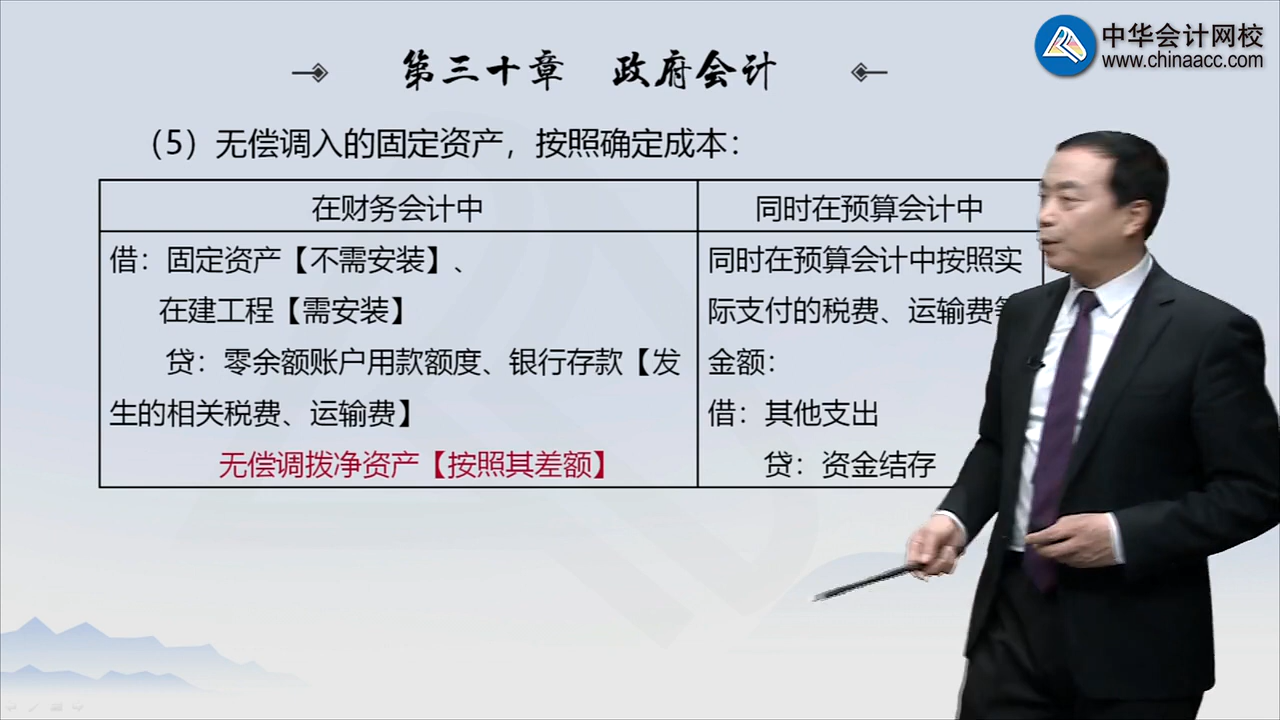 中华会计网校
www.chinaacc.com
第三十章 政府会计
（5）无偿调入的固定资产，按照确定成本：
在财务会计中
同时在预算会计中
借：固定资产【不需安装】、
在建工程【需安装】
贷：零余额账户用款额度、银行存款【发
生的相关税费、运输费】
无偿调拨净资产【按照其差额】
同时在预算会计中按照实
际支付的税费、运输费等
金额：
借：其他支出
贷：资金结存